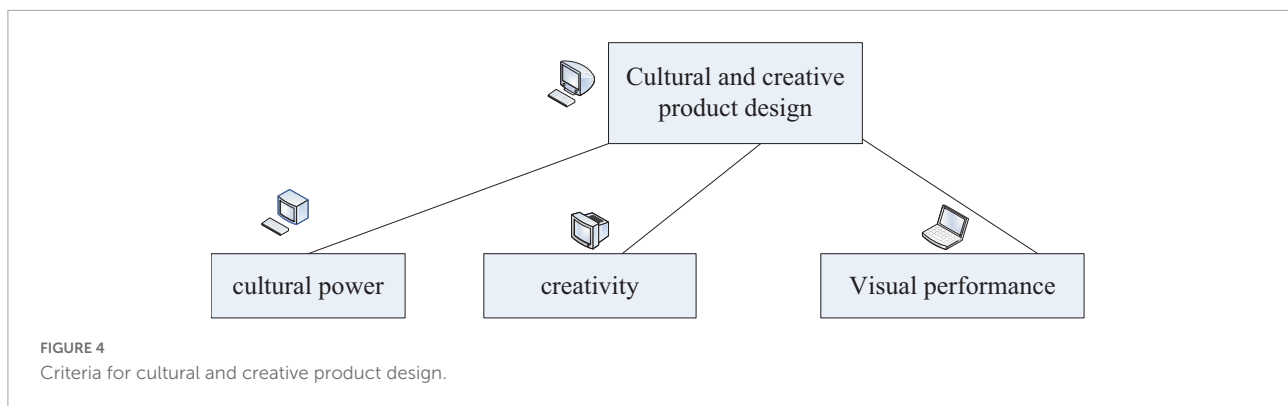 Cultural and creative
product design
cultural power
creativity
Visual performance
FIGURE 4
Criteria for cultural and creative product design.